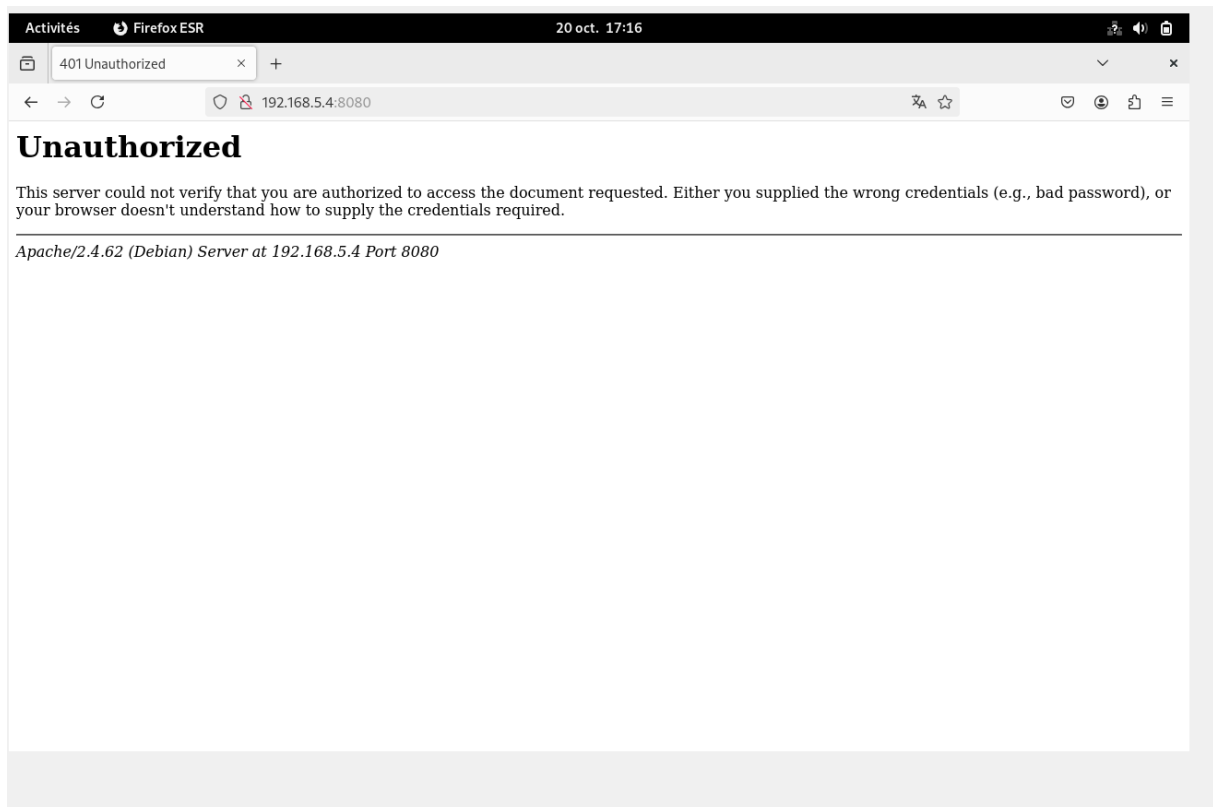 Activités Firefox ESR 20 oct. 17:16
401 Unauthorized
192.168.5.4:8080
Unauthorized
This server could not verify that you are authorized to access the document requested. Either you supplied the wrong credentials (e.g., bad password), or
your browser doesn't understand how to supply the credentials required.
Apache/2.4.62 (Debian) Server at 192.168.5.4 Port 8080